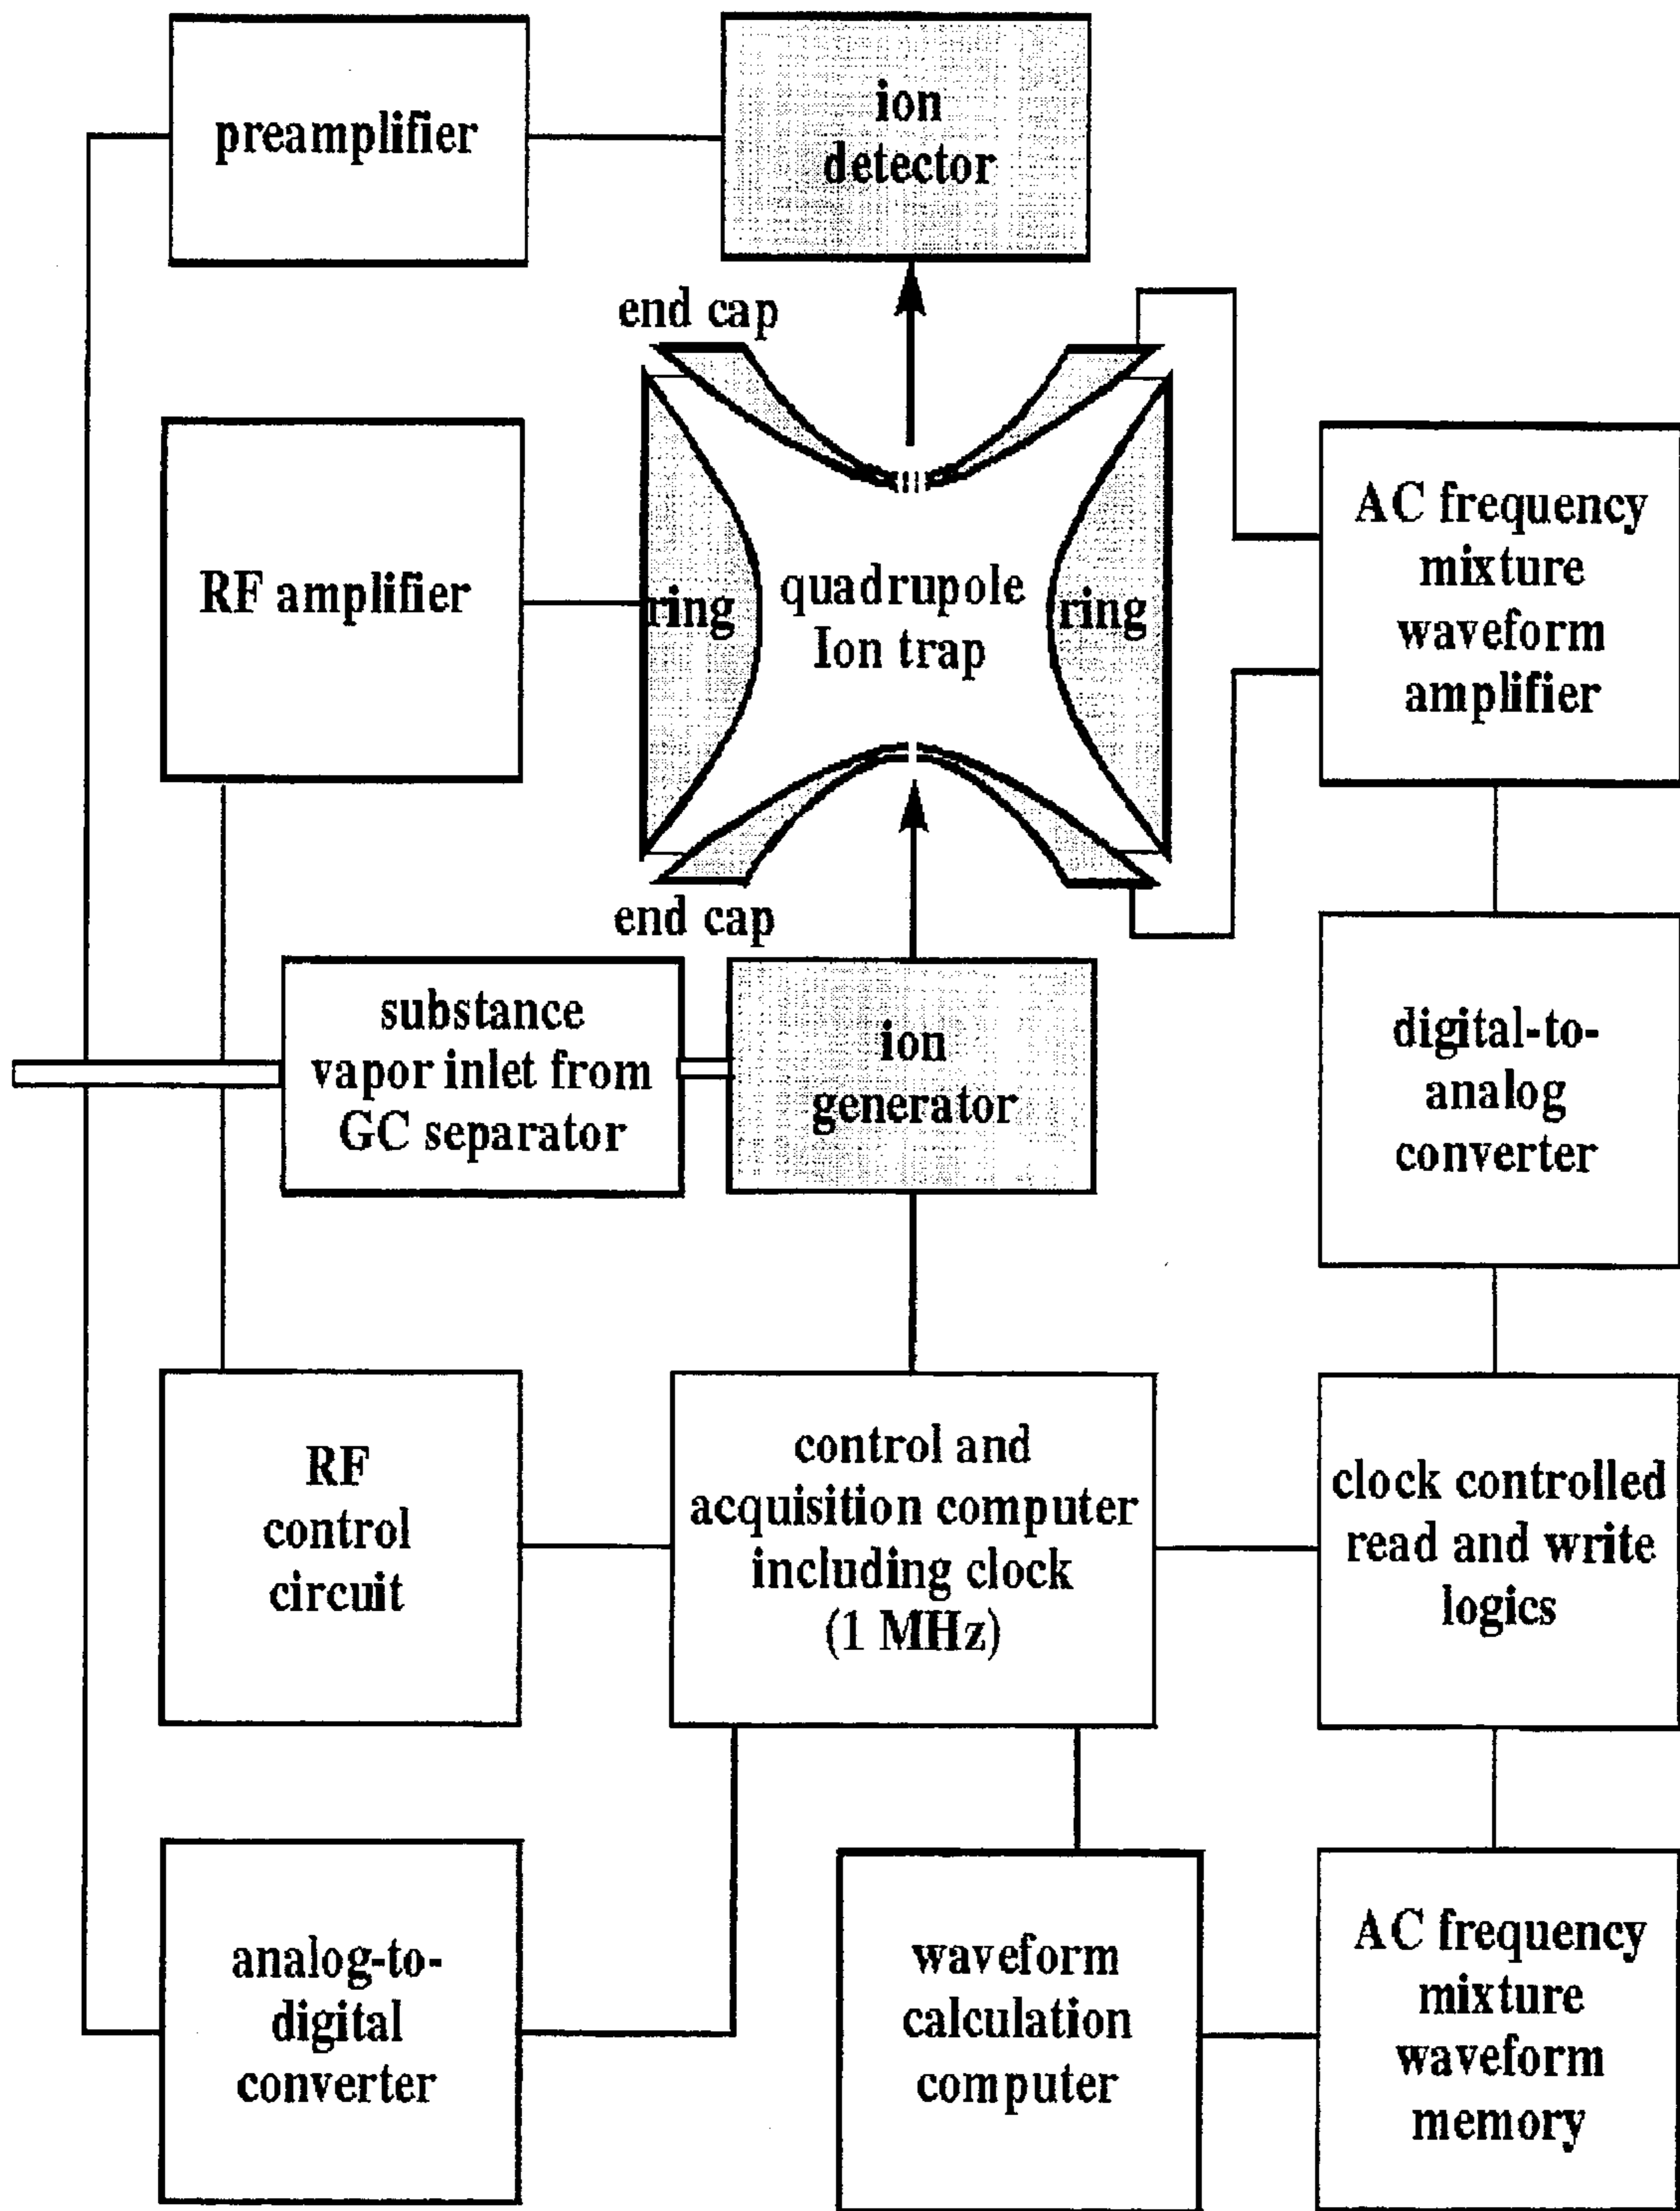 preamplifier
ion
detector
end cap
RF amplifier
ring
quadrupole
Ion trap
ring
AC frequency
mixture
waveform
amplifier
end cap
substance
vapor inlet from
GC separator
ion
generator
digital-to-
analog
converter
RF
control
circuit
control and
acquisition computer
including clock
(1 MHz)
clock controlled
read and write
logics
analog-to-
digital
converter
waveform
calculation
computer
AC frequency
mixture
waveform
memory